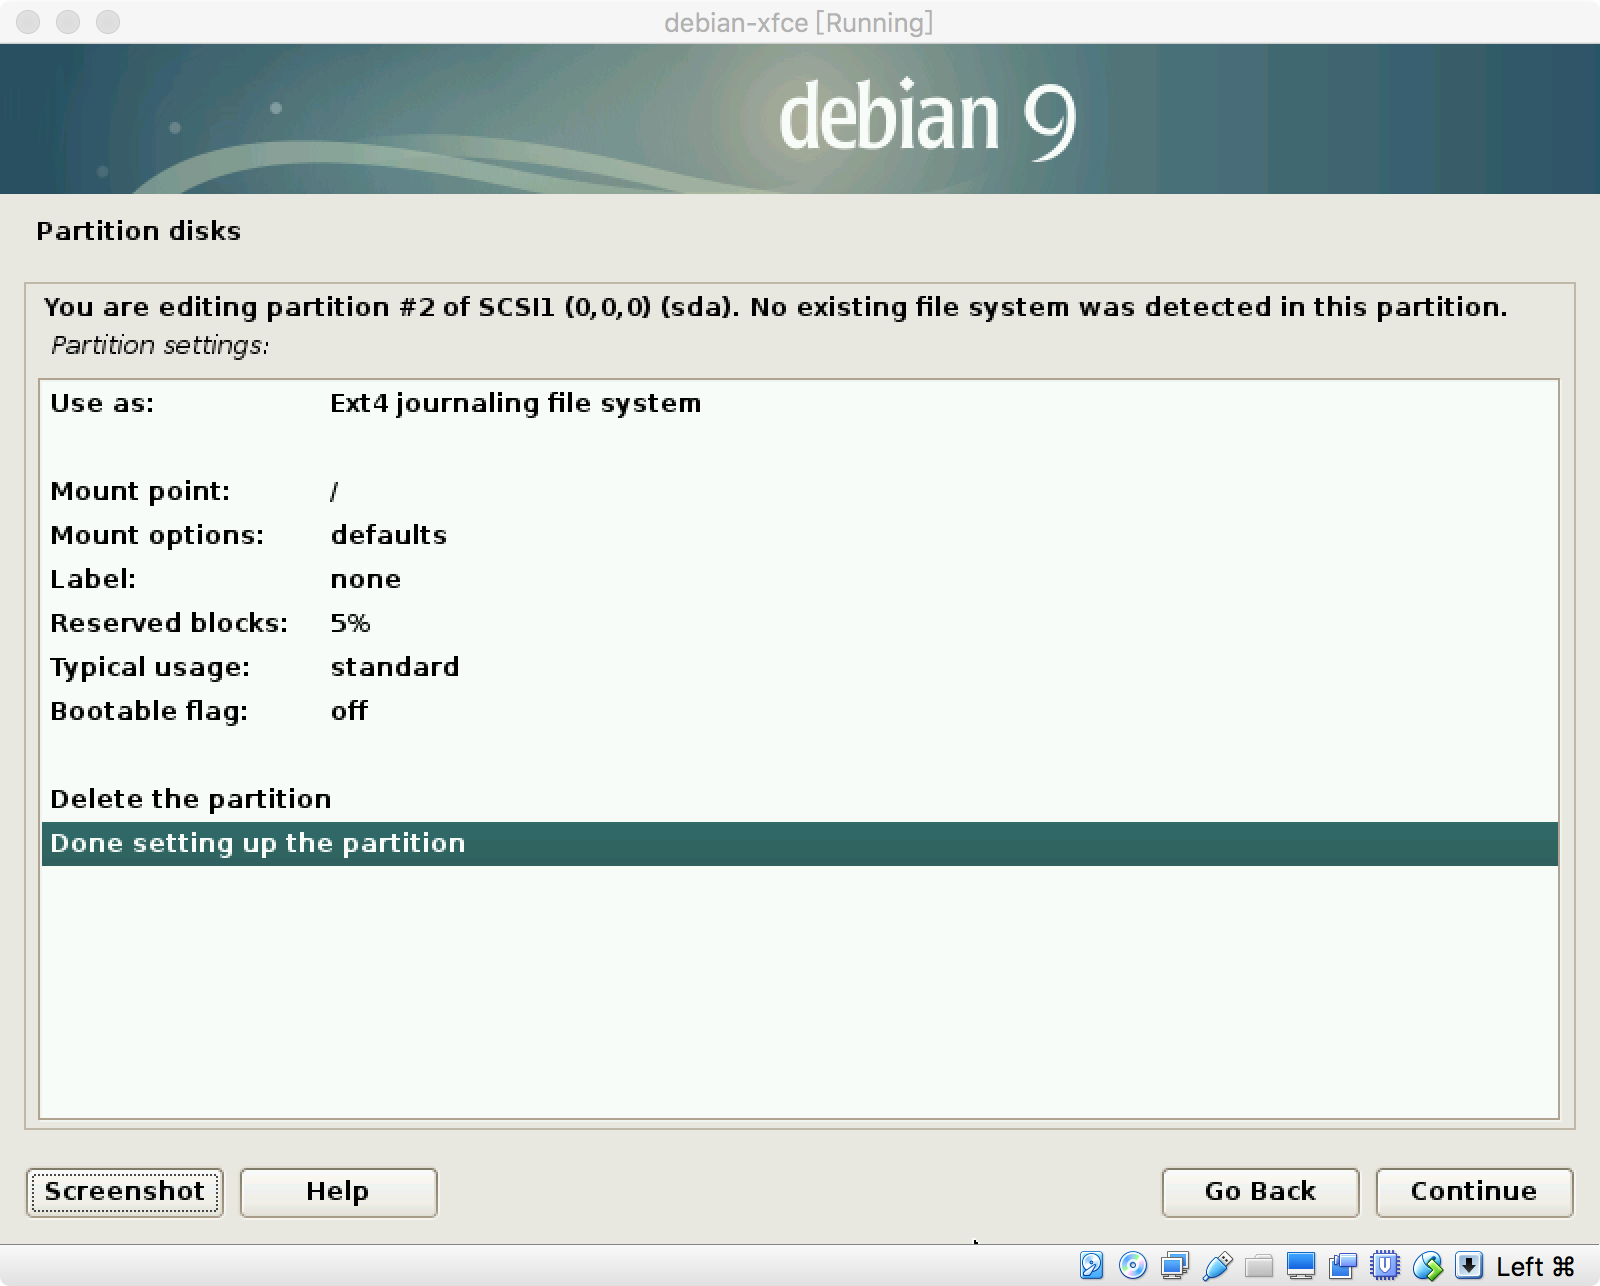 debian-xfce [Running]
debian 9
Partition disks
You are editing partition #2 of SCSI1 (0,0,0) (sda). No existing file system was detected in this partition.
Partition settings:
Use as: Ext4 journaling file system
Mount point: /
Mount options: defaults
Label: none
Reserved blocks: 5%
Typical usage: standard
Bootable flag: off
Delete the partition
Done setting up the partition
Screenshot Help Go Back Continue
Left ⌘